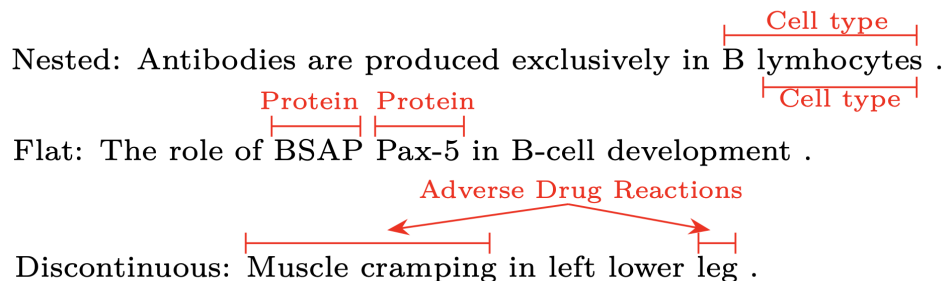 Cell type
Nested: Antibodies are produced exclusively in B lymhocytes .
Cell type
Protein Protein
Flat: The role of BSAP Pax-5 in B-cell development .
Adverse Drug Reactions
Discontinuous: Muscle cramping in left lower leg .